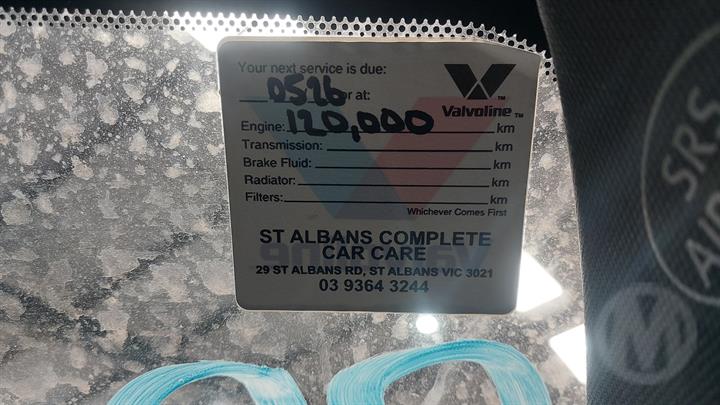 Your next service is due:
0526 or at:
Valvoline™
Engine: 120,000 km
Transmission: km
Brake Fluid: km
Radiator: km
Filters: km
Whichever Comes First
ST ALBANS COMPLETE
CAR CARE
29 ST ALBANS RD, ST ALBANS VIC 3021
03 9364 3244
SRS